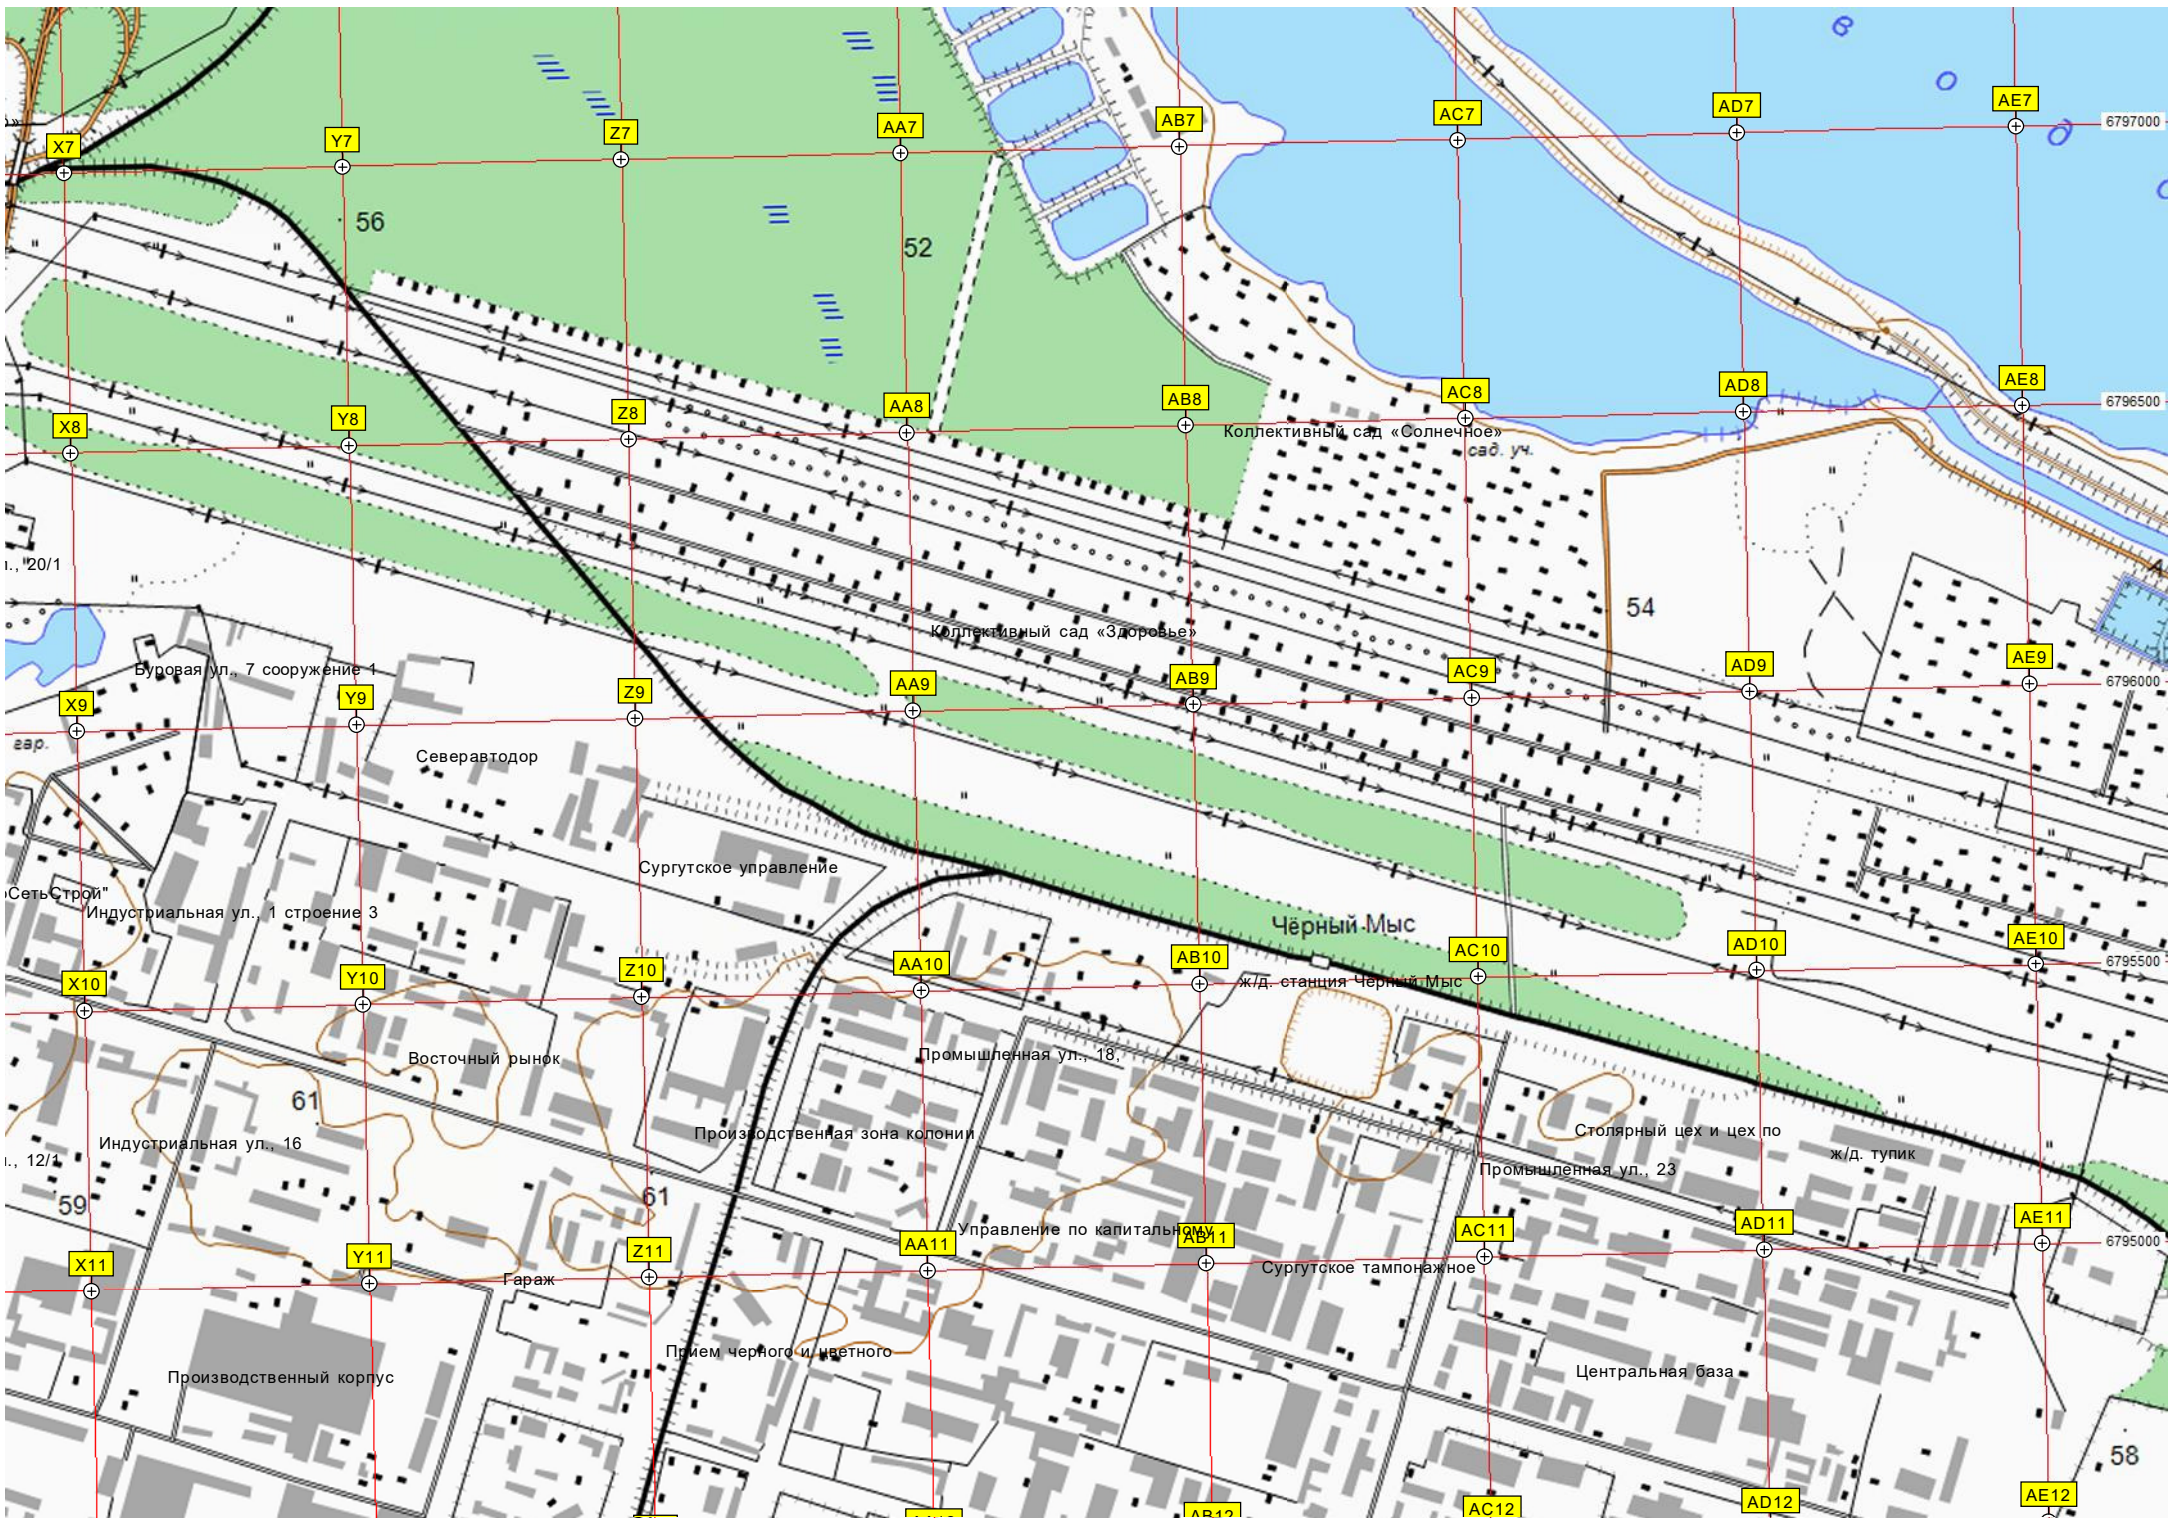 в
о
д
AE7
AD7
6797000
AC7
AB7
AA7
Z7
Y7
X7
56
52
AE8
AD8
6796500
AC8
AB8
AA8
Z8
Y8
X8
Коллективный сад «Солнечное»
сад. уч.
20/1
54
Коллективный сад «Здоровье»
AE9
Буровая ул., 7 сооружение 1
AD9
AC9
6796000
AB9
AA9
Z9
Y9
X9
гар.
Северавтодор
Сургутское управление
оСетьСтрой"
Индустриальная ул., 1 строение 3
Чёрный Мыс
AE10
AD10
AC10
6795500
AB10
AA10
Z10
Y10
X10
ж/д. станция Черный Мыс
Промышленная ул., 18,
Восточный рынок
61
Производственная зона колонии
Столярный цех и цех по
Индустриальная ул., 16
ж/д. тупик
12/1
Промышленная ул., 23
61
59
AE11
AD11
AC11
Управление по капитальному
AB11
6795000
AA11
Z11
Y11
X11
Сургутское тампонажное
Гараж
Прием черного и цветного
Центральная база
Производственный корпус
58
AE12
AD12
AC12
AB12